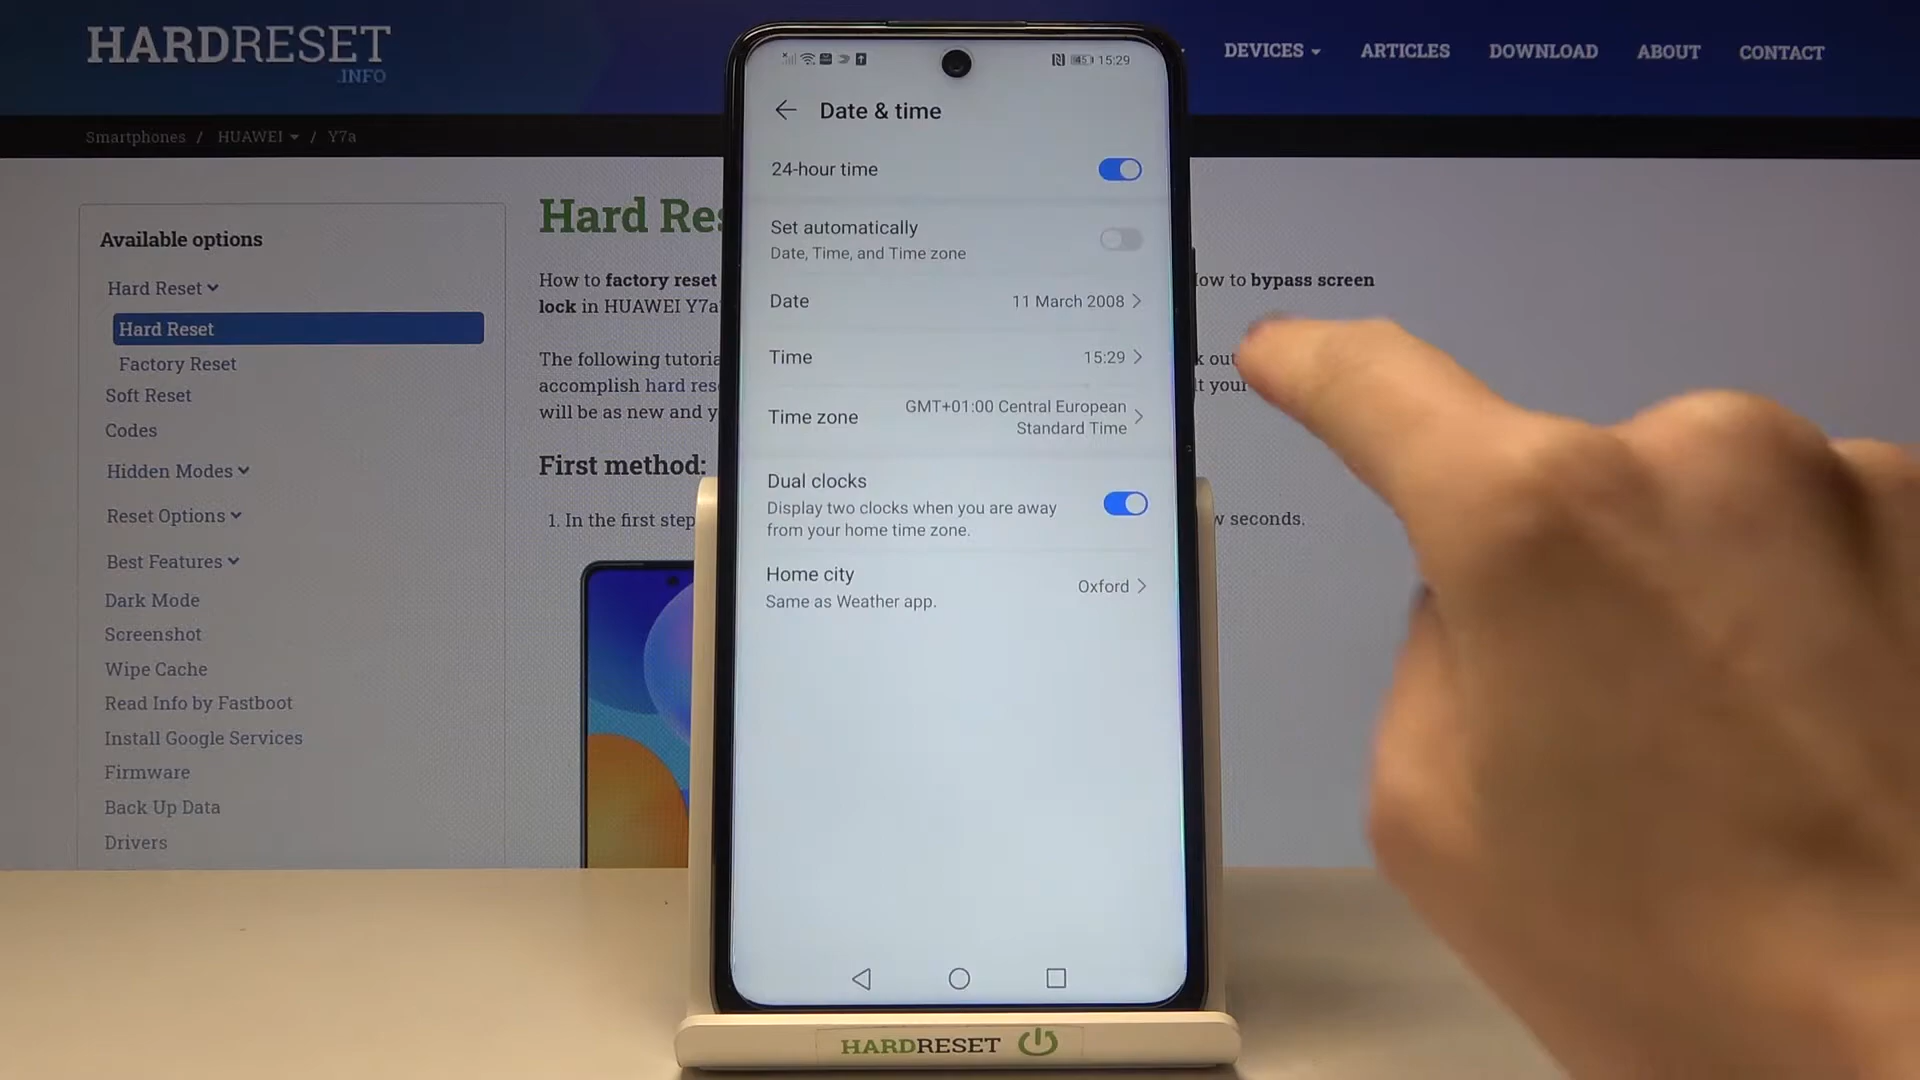 HARDRESET
.INFO
DEVICES
ARTICLES
DOWNLOAD
ABOUT
CONTACT
Smartphones / HUAWEI / Y7a
Available options
Hard Reset
Hard Reset
Factory Reset
Soft Reset
Codes
Hidden Modes
Reset Options
Best Features
Dark Mode
Screenshot
Wipe Cache
Read Info by Fastboot
Install Google Services
Firmware
Back Up Data
Drivers
Hard Res
How to factory reset
to bypass screen
lock in HUAWEI Y7a
The following tutoria
k out
accomplish hard rese
lt your
will be as new and y
First method:
1. In the first step
w seconds.
45 15:29
Date & time
24-hour time
Set automatically
Date, Time, and Time zone
Date 11 March 2008
Time 15:29
Time zone GMT+01:00 Central European
Standard Time
Dual clocks
Display two clocks when you are away
from your home time zone.
Home city
Oxford
Same as Weather app.
HARDRESET